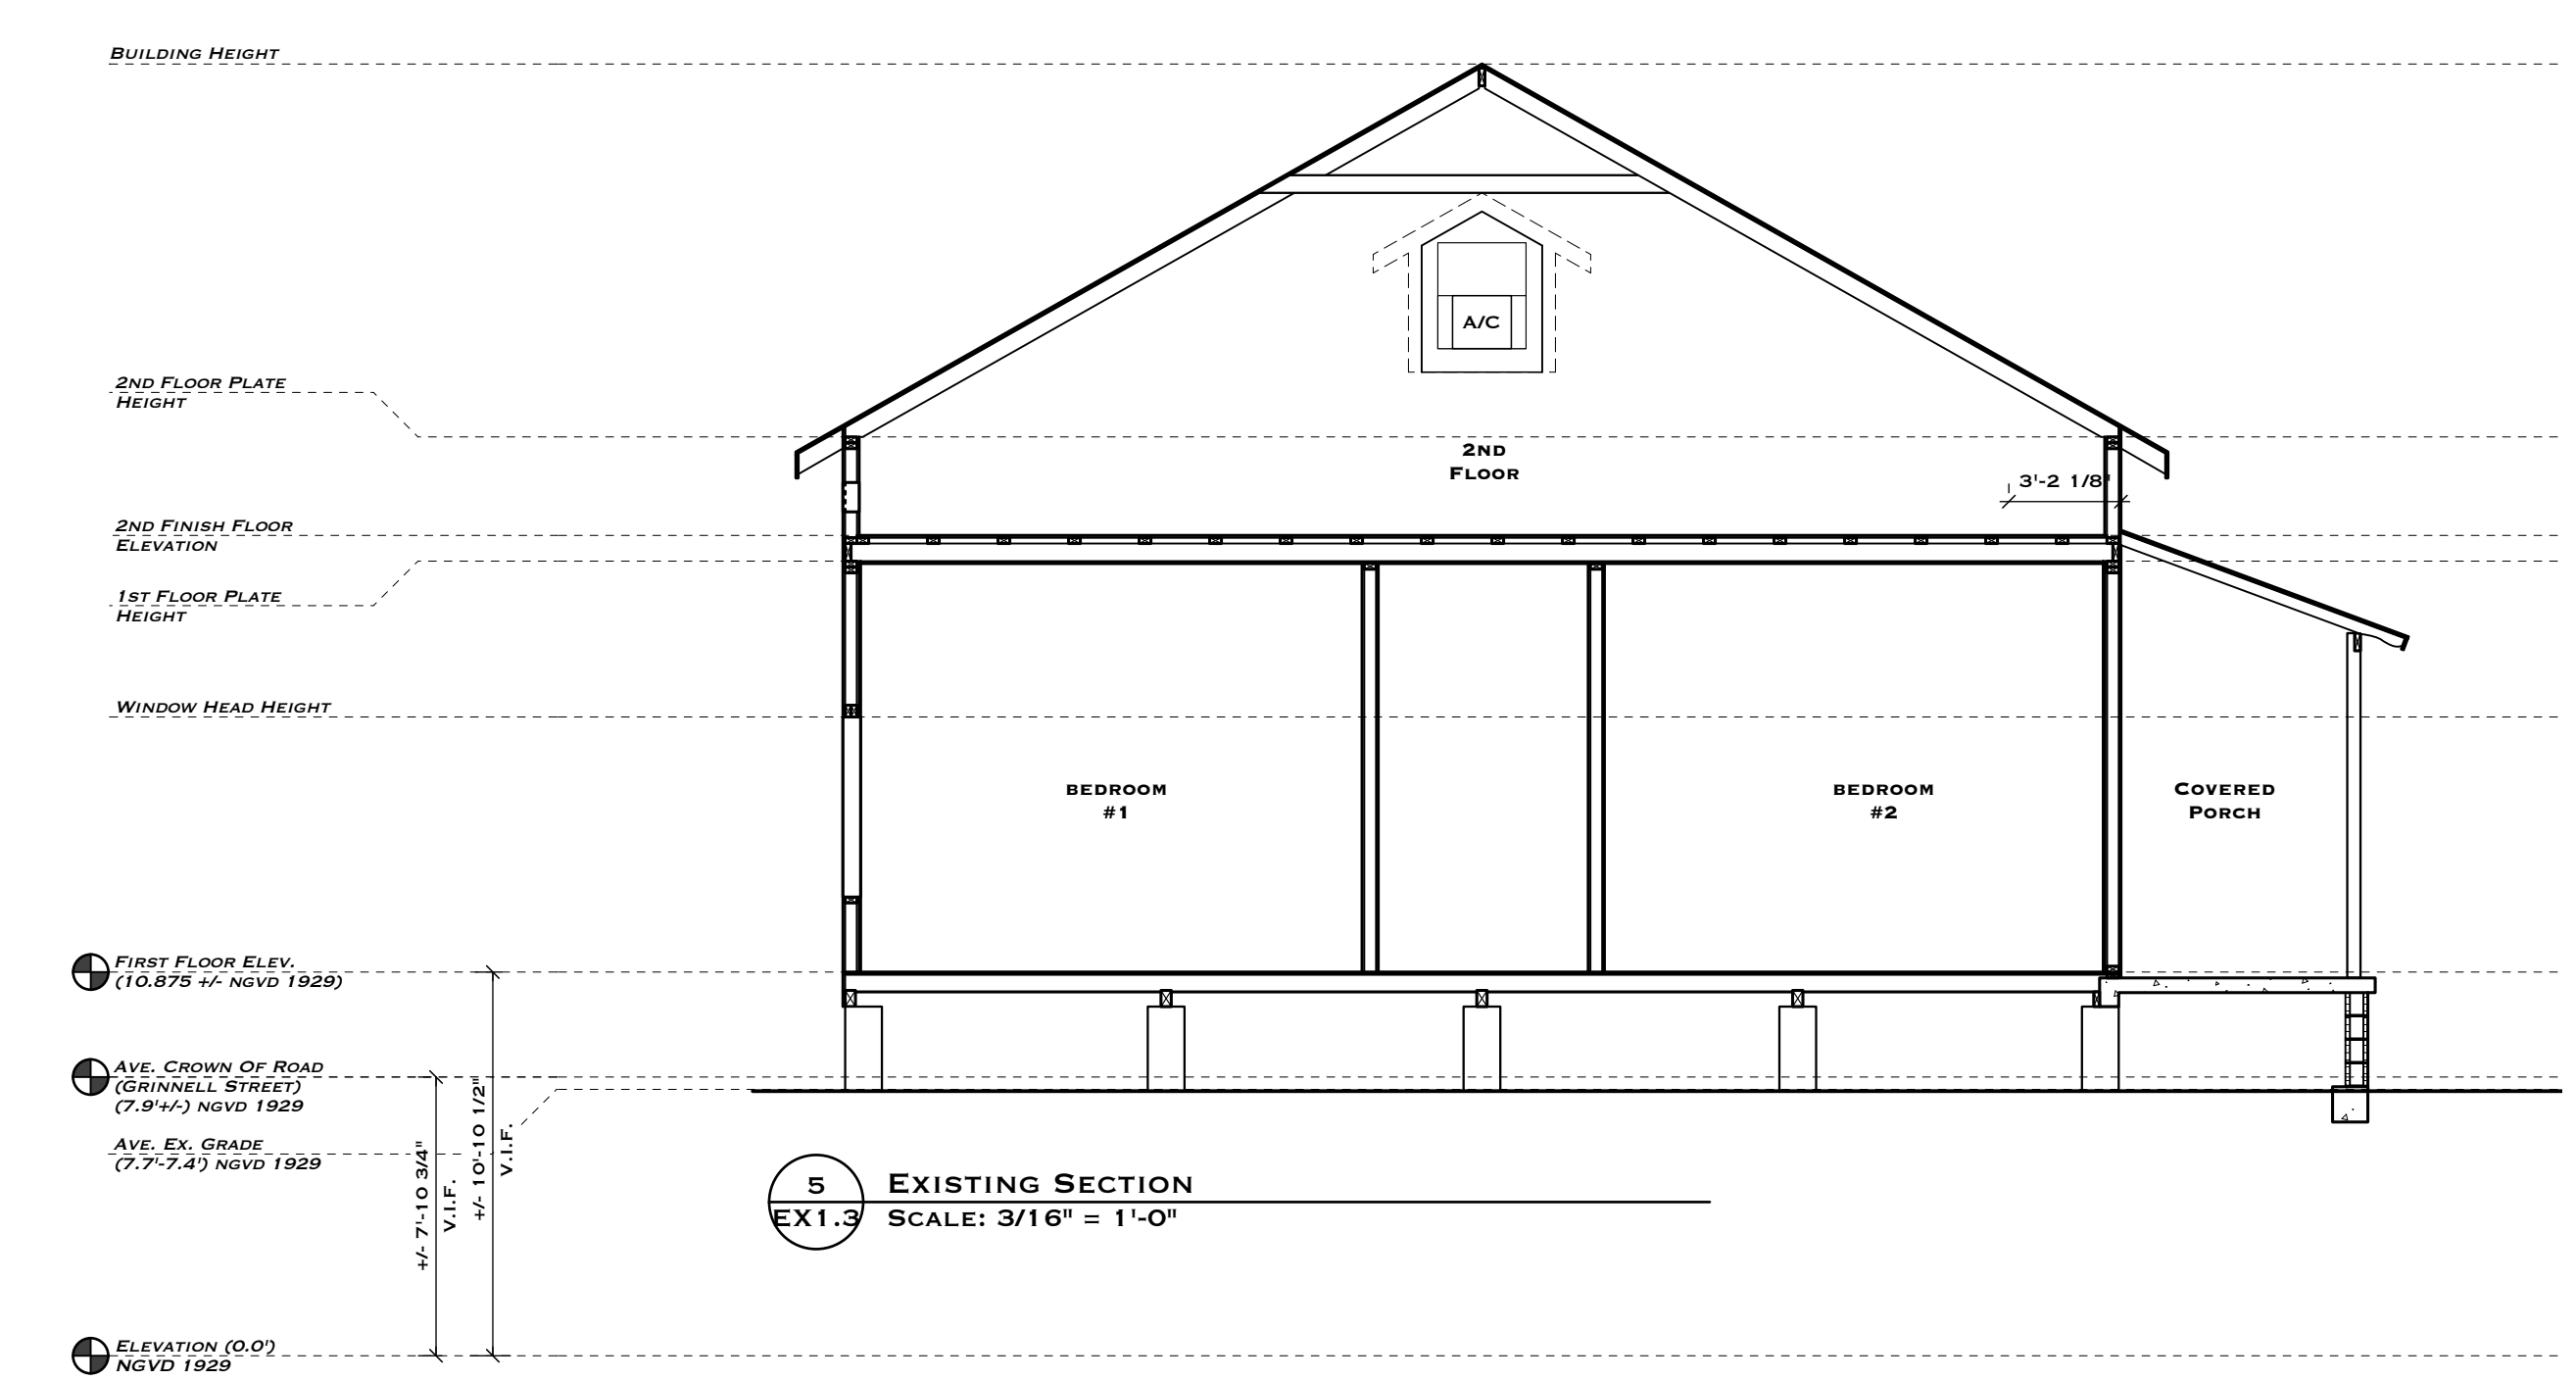 Building Height
2nd Floor Plate
Height
2nd Finish Floor
Elevation
1st Floor Plate
Height
Window Head Height
First Floor Elev.
(10.875 +/- NGVD 1929)
Ave. Crown Of Road
(Grinnell Street)
(7.9'+/-) NGVD 1929
Ave. Ex. Grade
(7.7'-7.4') NGVD 1929
Elevation (0.0')
NGVD 1929
+/- 7'-10 3/4"
V.I.F.
+/- 10'-10 1/2"
V.I.F.
A/C
2nd
Floor
3'-2 1/8"
BEDROOM
#1
BEDROOM
#2
Covered
Porch
5
EX1.3
Existing Section
Scale: 3/16" = 1'-0"